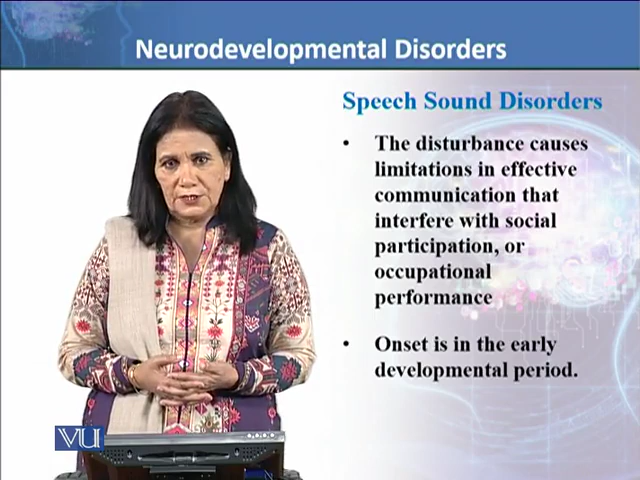 Neurodevelopmental Disorders
Speech Sound Disorders
• The disturbance causes
limitations in effective
communication that
interfere with social
participation, or
occupational
performance
• Onset is in the early
developmental period.
VU